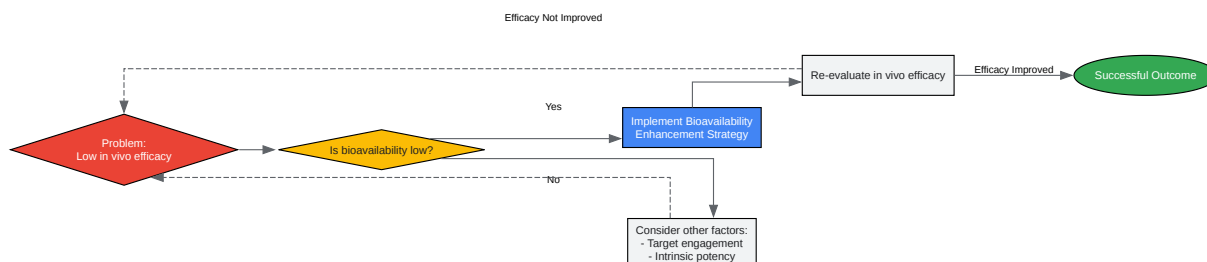 Efficacy Not Improved
Re-evaluate in vivo efficacy
Efficacy Improved
Successful Outcome
Yes
Implement Bioavailability
Enhancement Strategy
Problem:
Low in vivo efficacy
Is bioavailability low?
No
Consider other factors:
- Target engagement
- Intrinsic potency